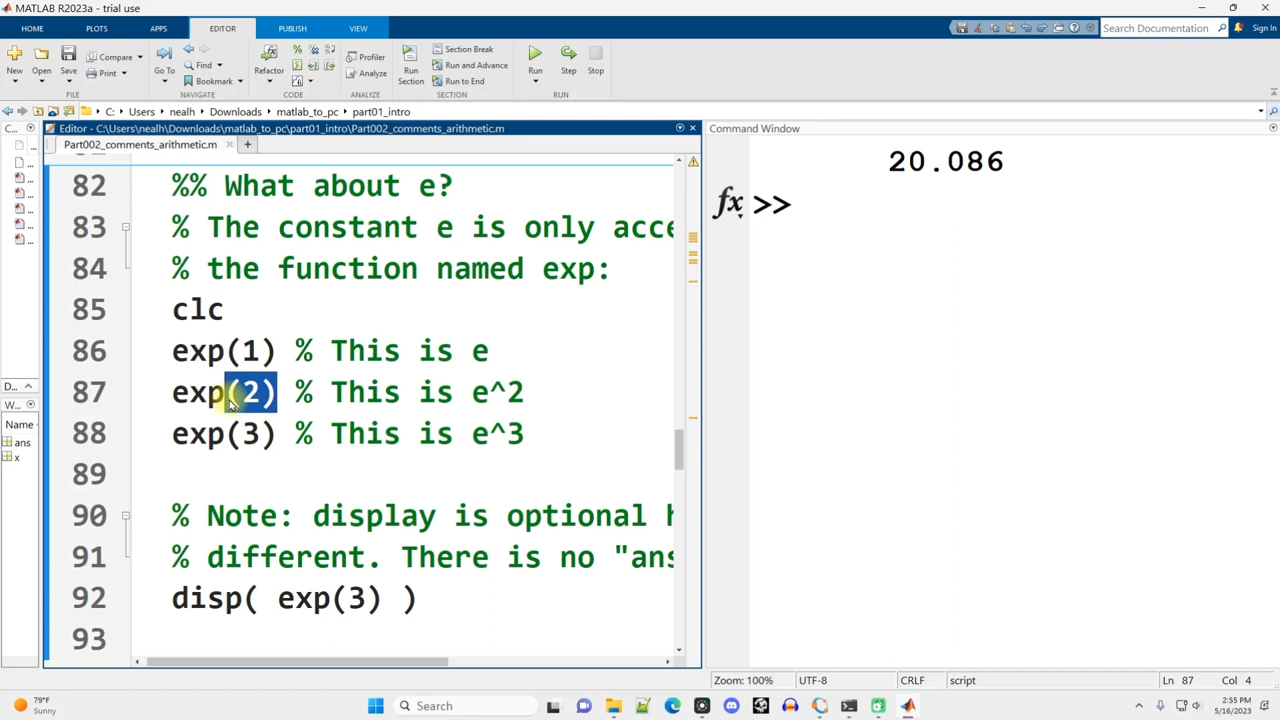 MATLAB R2023a - trial use
HOME PLOTS APPS EDITOR PUBLISH VIEW Search Documentation Sign In
New Open Save Compare Print Go To Find Bookmark Refactor Profiler Analyze Run Section Section Break Run and Advance Run to End Run Step Stop
FILE NAVIGATE CODE ANALYZE SECTION RUN
C: Users nealh Downloads matlab_to_pc part01_intro
C... Editor - C:\Users\nealh\Downloads\matlab_to_pc\part01_intro\Part002_comments_arithmetic.m Command Window
Part002_comments_arithmetic.m
82 %% What about e?
83 % The constant e is only acce
84 % the function named exp:
85 clc
86 exp(1) % This is e
87 exp(2) % This is e^2
88 exp(3) % This is e^3
89
90 % Note: display is optional h
91 % different. There is no "ans
92 disp( exp(3) )
93
20.086
fx >>
D...
W...
Name
ans
x
Zoom: 100% UTF-8 CRLF script Ln 87 Col 4
79°F
Sunny
Search
2:55 PM
5/16/2023